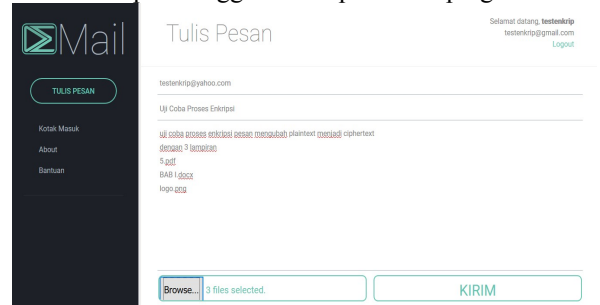 Mail
Tulis Pesan
Selamat datang, testenkrip
testenkrip@gmail.com
Logout
TULIS PESAN
Kotak Masuk
About
Bantuan
testenkrip@yahoo.com
Uji Coba Proses Enkripsi
uji coba proses enkripsi pesan mengubah plaintext menjadi ciphertext
dengan 3 lampiran
5.pdf
BAB I.docx
logo.png
Browse... 3 files selected.
KIRIM